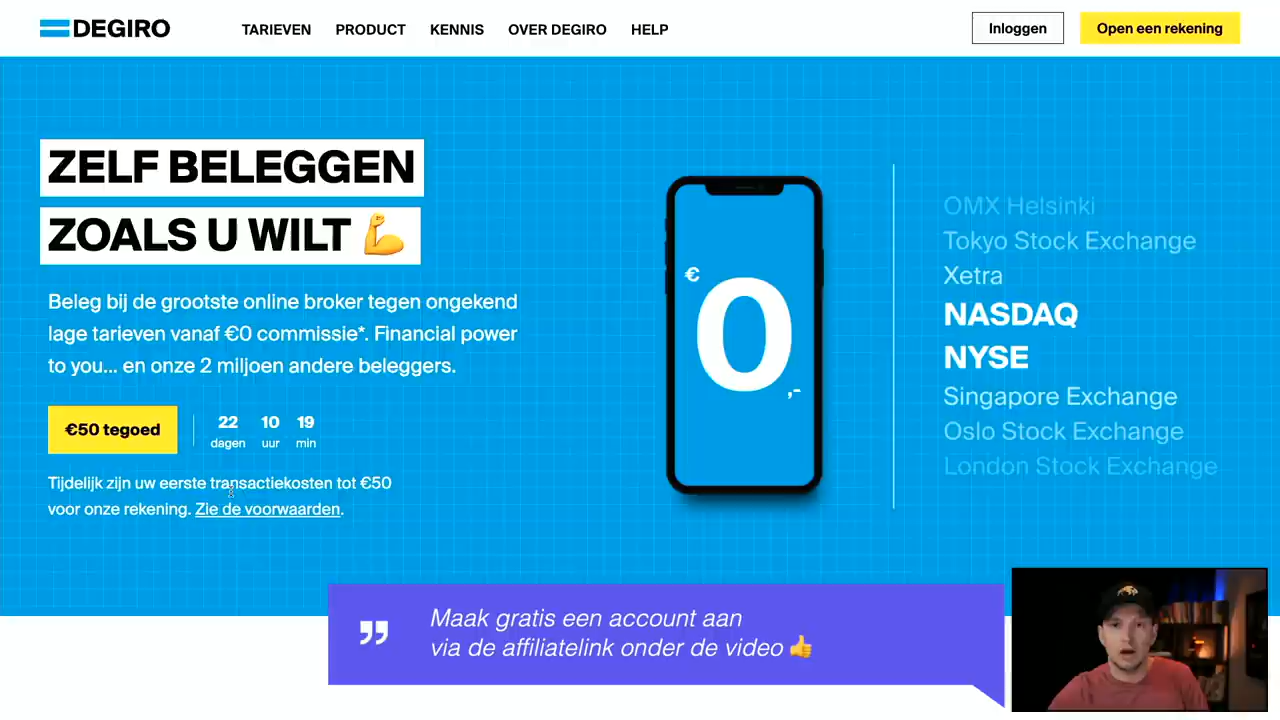 DEGIRO
TARIEVEN PRODUCT KENNIS OVER DEGIRO HELP
Inloggen
Open een rekening
ZELF BELEGGEN
ZOALS U WILT 💪
Beleg bij de grootste online broker tegen ongekend
lage tarieven vanaf €0 commissie*. Financial power
to you... en onze 2 miljoen andere beleggers.
€50 tegoed
22 10 19
dagen uur min
Tijdelijk zijn uw eerste transactiekosten tot €50
voor onze rekening. Zie de voorwaarden.
€ 0,-
OMX Helsinki
Tokyo Stock Exchange
Xetra
NASDAQ
NYSE
Singapore Exchange
Oslo Stock Exchange
London Stock Exchange
” Maak gratis een account aan
via de affiliatelink onder de video 👍